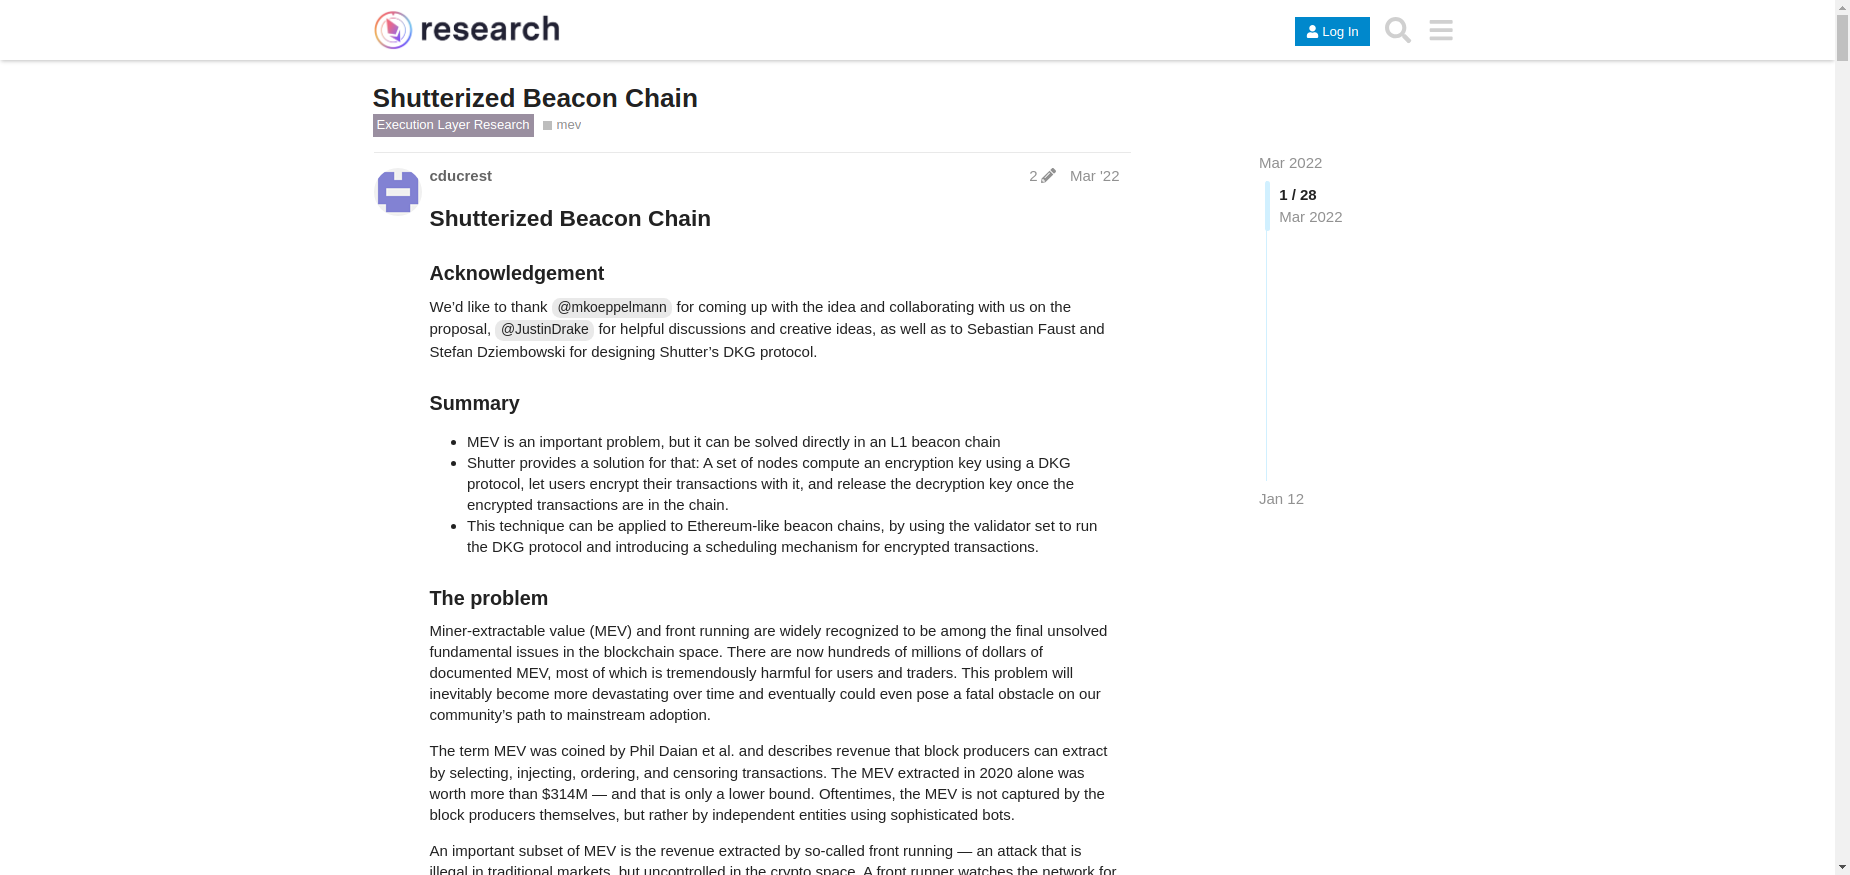 research
Log In
Shutterized Beacon Chain
Execution Layer Research mev
cducrest 2 Mar '22
Mar 2022
1 / 28
Mar 2022
Jan 12
Shutterized Beacon Chain
Acknowledgement
We’d like to thank @mkoeppelmann for coming up with the idea and collaborating with us on the
proposal, @JustinDrake for helpful discussions and creative ideas, as well as to Sebastian Faust and
Stefan Dziembowski for designing Shutter’s DKG protocol.
Summary
• MEV is an important problem, but it can be solved directly in an L1 beacon chain
• Shutter provides a solution for that: A set of nodes compute an encryption key using a DKG
protocol, let users encrypt their transactions with it, and release the decryption key once the
encrypted transactions are in the chain.
• This technique can be applied to Ethereum-like beacon chains, by using the validator set to run
the DKG protocol and introducing a scheduling mechanism for encrypted transactions.
The problem
Miner-extractable value (MEV) and front running are widely recognized to be among the final unsolved
fundamental issues in the blockchain space. There are now hundreds of millions of dollars of
documented MEV, most of which is tremendously harmful for users and traders. This problem will
inevitably become more devastating over time and eventually could even pose a fatal obstacle on our
community’s path to mainstream adoption.
The term MEV was coined by Phil Daian et al. and describes revenue that block producers can extract
by selecting, injecting, ordering, and censoring transactions. The MEV extracted in 2020 alone was
worth more than $314M — and that is only a lower bound. Oftentimes, the MEV is not captured by the
block producers themselves, but rather by independent entities using sophisticated bots.
An important subset of MEV is the revenue extracted by so-called front running — an attack that is
illegal in traditional markets, but uncontrolled in the crypto space. A front runner watches the network for